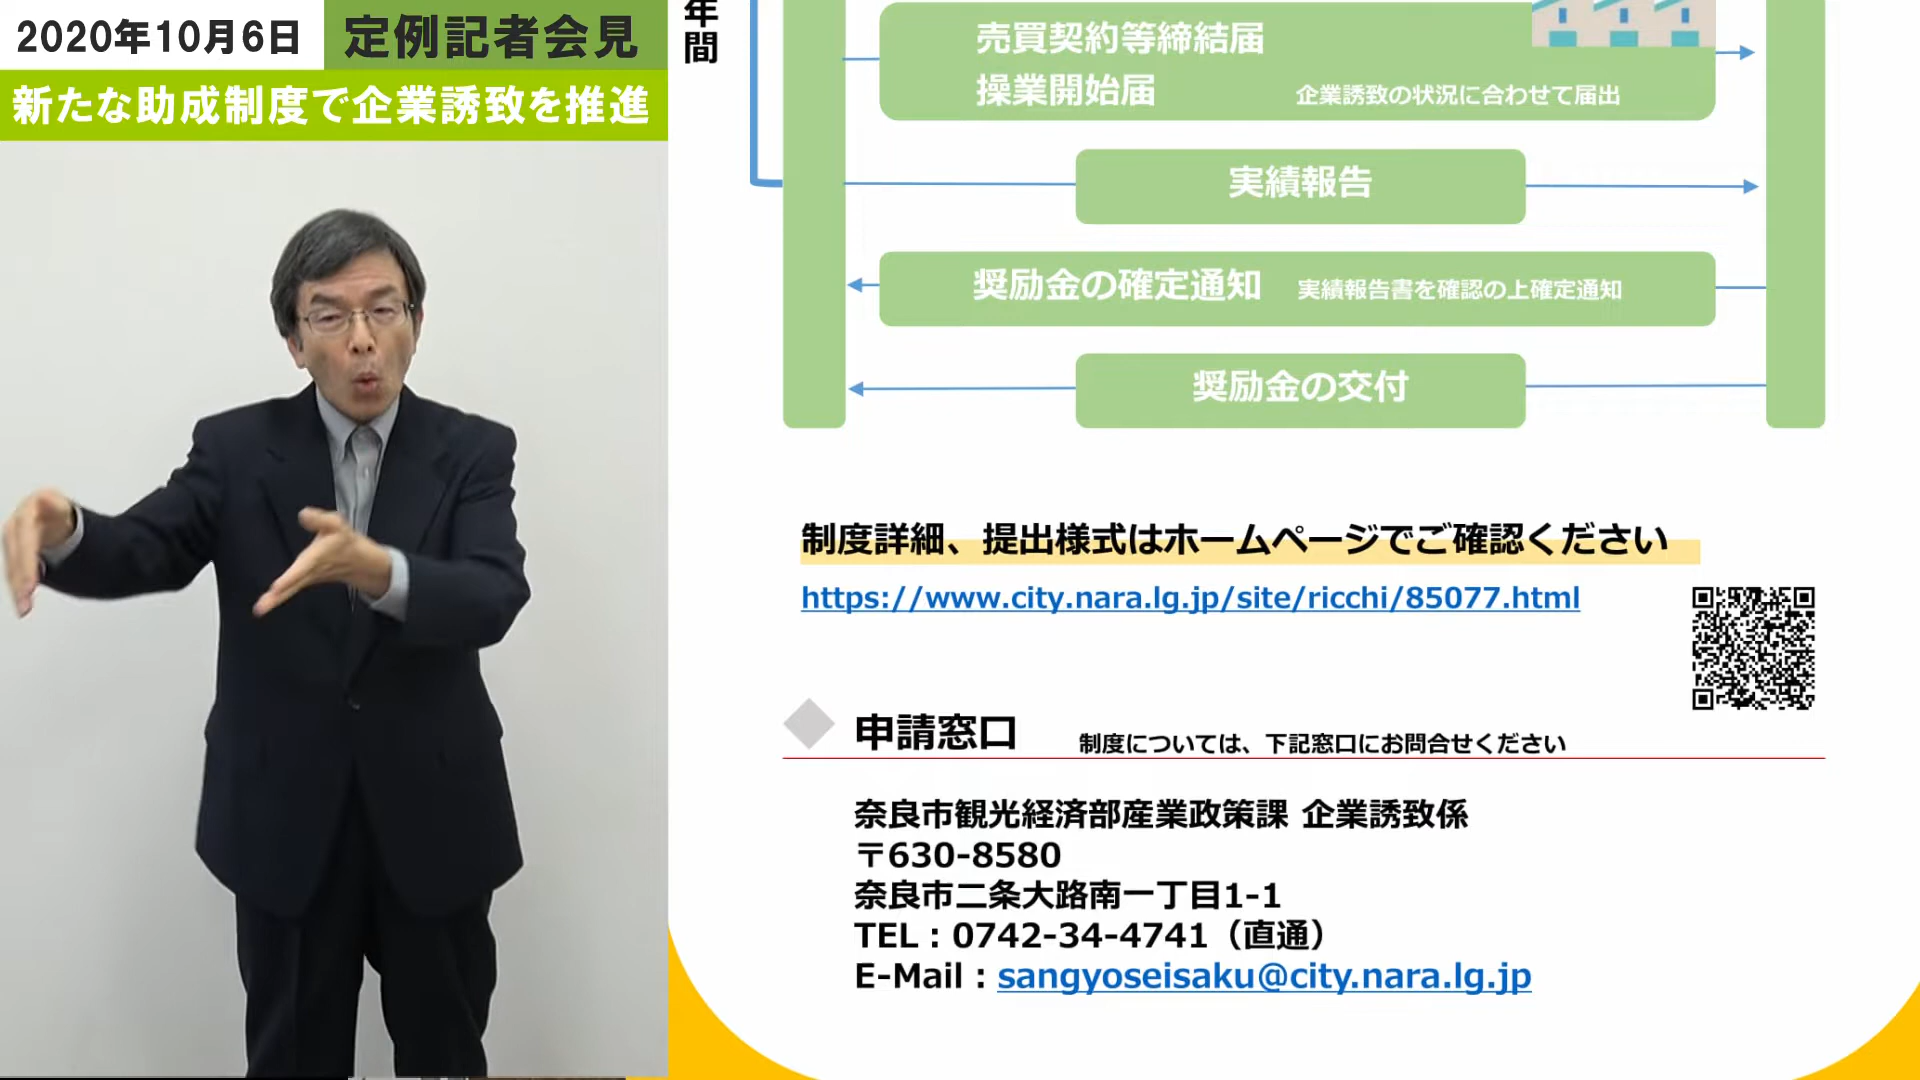 2020年10月6日
定例記者会見
新たな助成制度で企業誘致を推進
年間
売買契約等締結届
操業開始届
企業誘致の状況に合わせて届出
実績報告
奨励金の確定通知
実績報告書を確認の上確定通知
奨励金の交付
制度詳細、提出様式はホームページでご確認ください
https://www.city.nara.lg.jp/site/ricchi/85077.html
申請窓口
制度については、下記窓口にお問合せください
奈良市観光経済部産業政策課 企業誘致係
〒630-8580
奈良市二条大路南一丁目1-1
TEL：0742-34-4741（直通）
E-Mail：sangyoseisaku@city.nara.lg.jp